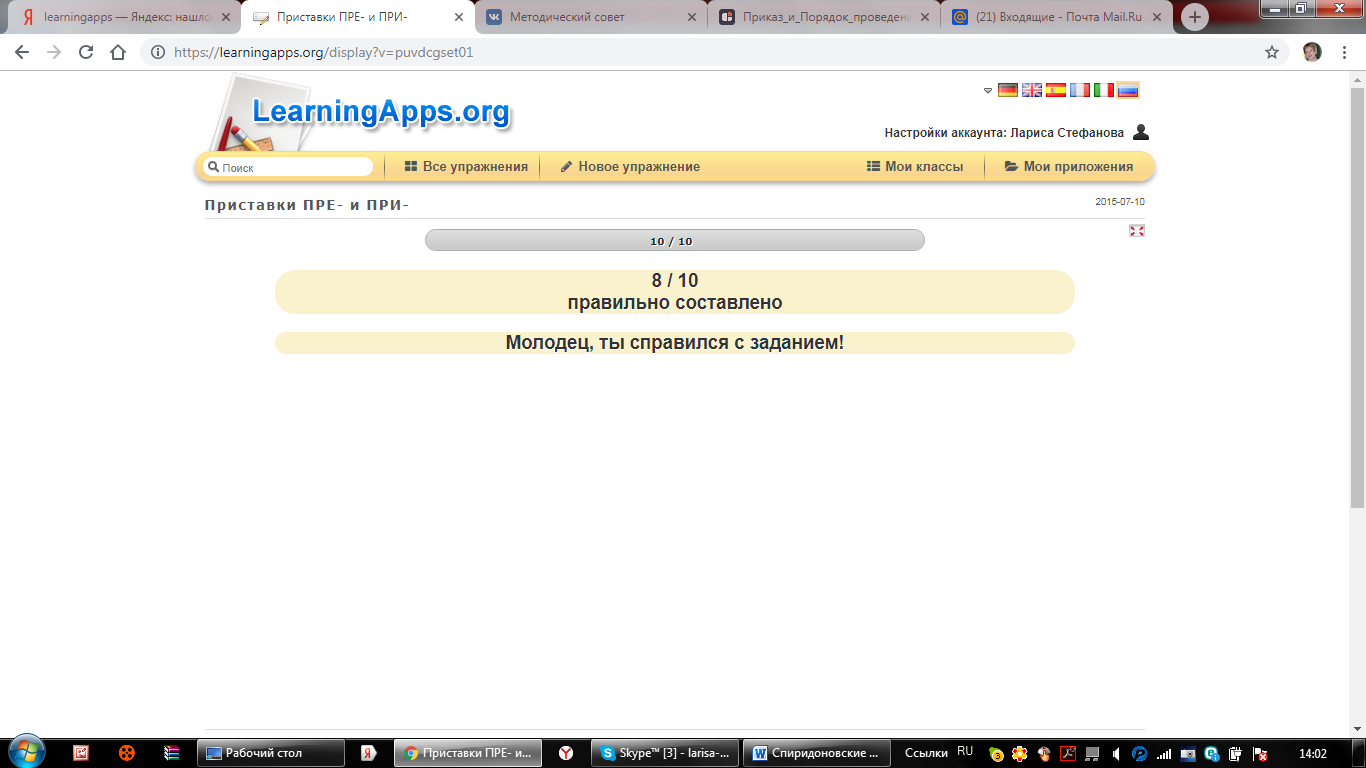 learningapps — Яндекс: нашло
Приставки ПРЕ- и ПРИ-
Методический совет
Приказ_и_Порядок_проведени
(21) Входящие - Почта Mail.Ru
https://learningapps.org/display?v=puvdcgset01
LearningApps.org
Настройки аккаунта: Лариса Стефанова
Поиск
Все упражнения
Новое упражнение
Мои классы
Мои приложения
Приставки ПРЕ- и ПРИ-
2015-07-10
10 / 10
8 / 10
правильно составлено
Молодец, ты справился с заданием!
Рабочий стол
Приставки ПРЕ- и...
Skype™ [3] - larisa-...
Спиридоновские ...
Ссылки
RU
14:02